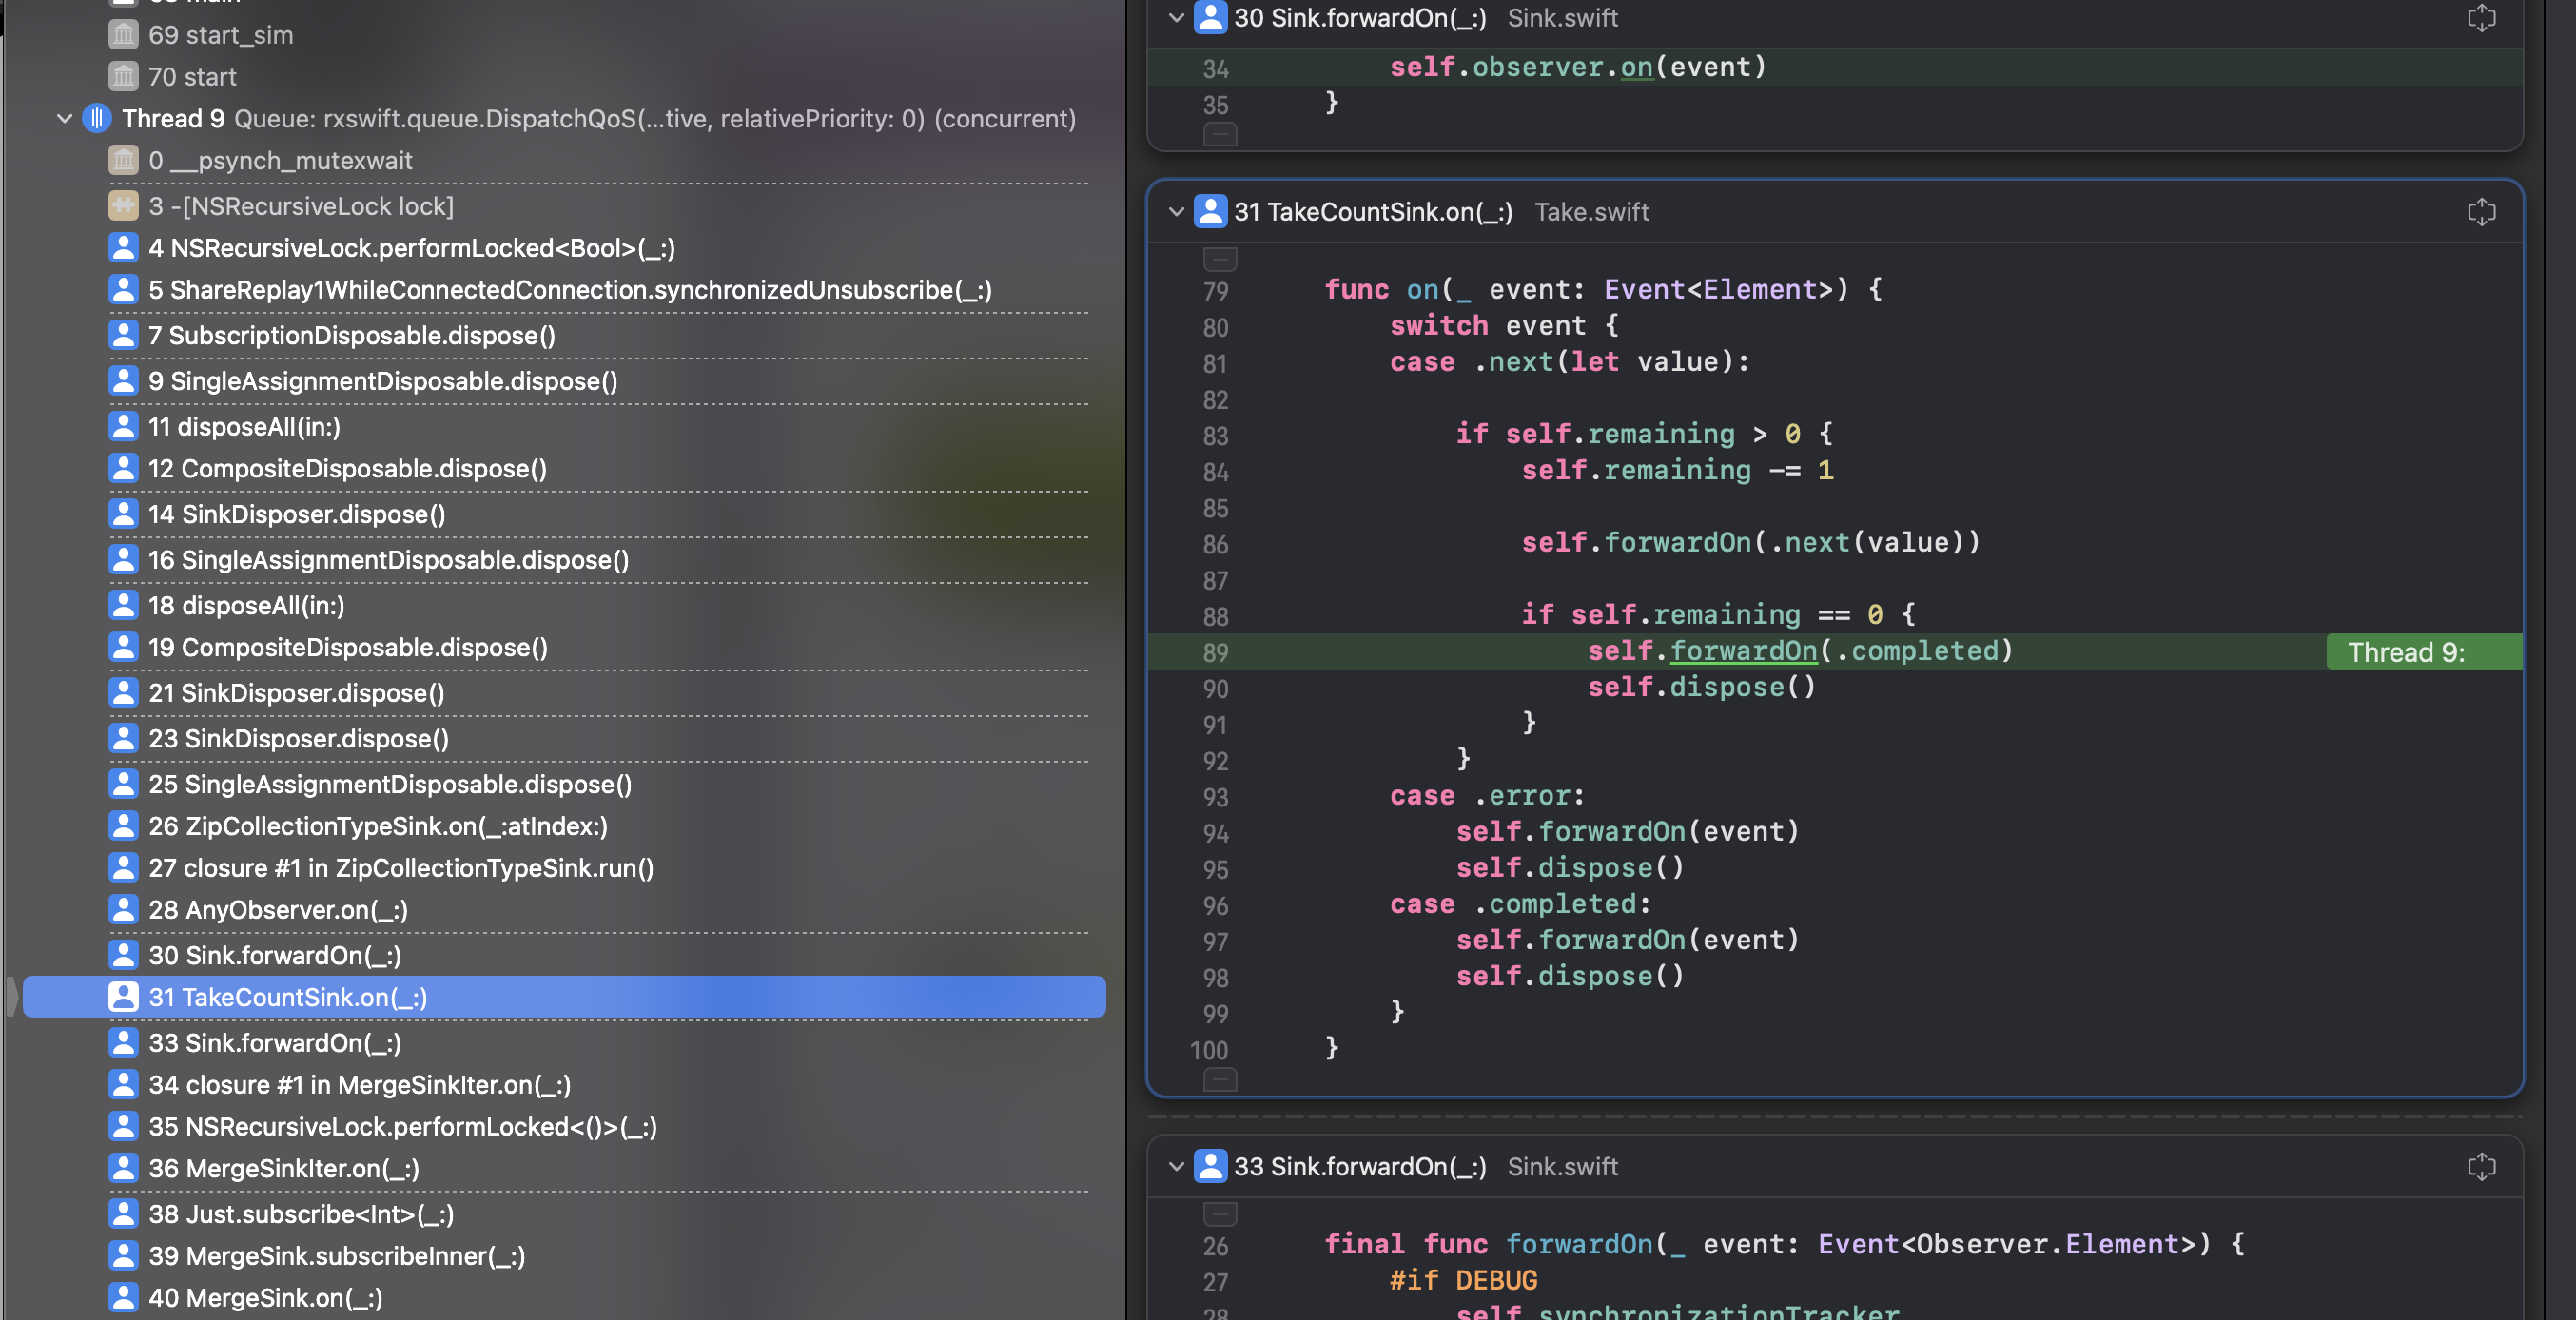 69 start_sim
70 start
Thread 9 Queue: rxswift.queue.DispatchQoS(...tive, relativePriority: 0) (concurrent)
0 __psynch_mutexwait
3 -[NSRecursiveLock lock]
4 NSRecursiveLock.performLocked<Bool>(_:)
5 ShareReplay1WhileConnectedConnection.synchronizedUnsubscribe(_:)
7 SubscriptionDisposable.dispose()
9 SingleAssignmentDisposable.dispose()
11 disposeAll(in:)
12 CompositeDisposable.dispose()
14 SinkDisposer.dispose()
16 SingleAssignmentDisposable.dispose()
18 disposeAll(in:)
19 CompositeDisposable.dispose()
21 SinkDisposer.dispose()
23 SinkDisposer.dispose()
25 SingleAssignmentDisposable.dispose()
26 ZipCollectionTypeSink.on(_:atIndex:)
27 closure #1 in ZipCollectionTypeSink.run()
28 AnyObserver.on(_:)
30 Sink.forwardOn(_:)
31 TakeCountSink.on(_:)
33 Sink.forwardOn(_:)
34 closure #1 in MergeSinkIter.on(_:)
35 NSRecursiveLock.performLocked<()>(_:)
36 MergeSinkIter.on(_:)
38 Just.subscribe<Int>(_:)
39 MergeSink.subscribeInner(_:)
40 MergeSink.on(_:)
30 Sink.forwardOn(_:) Sink.swift
34 self.observer.on(event)
35 }
31 TakeCountSink.on(_:) Take.swift
79 func on(_ event: Event<Element>) {
80 switch event {
81 case .next(let value):
82
83 if self.remaining > 0 {
84 self.remaining -= 1
85
86 self.forwardOn(.next(value))
87
88 if self.remaining == 0 {
89 self.forwardOn(.completed) Thread 9:
90 self.dispose()
91 }
92 }
93 case .error:
94 self.forwardOn(event)
95 self.dispose()
96 case .completed:
97 self.forwardOn(event)
98 self.dispose()
99 }
100 }
33 Sink.forwardOn(_:) Sink.swift
26 final func forwardOn(_ event: Event<Observer.Element>) {
27 #if DEBUG
28 self.synchronizationTracker